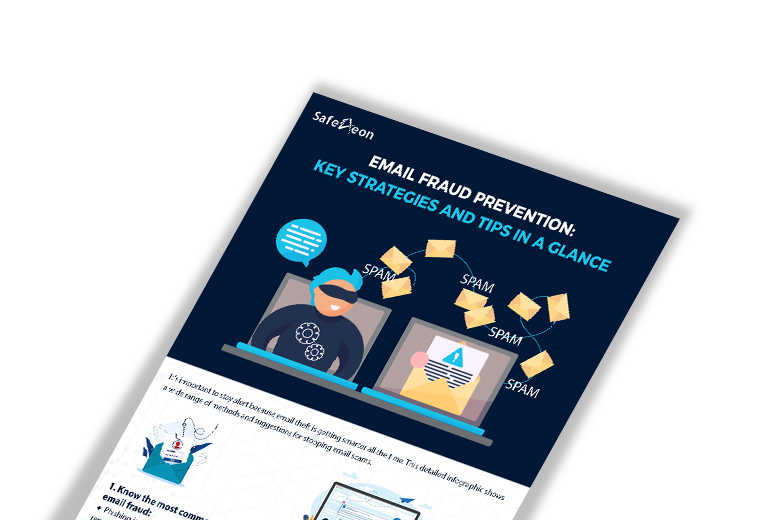 SafeAeon
EMAIL FRAUD PREVENTION:
KEY STRATEGIES AND TIPS IN A GLANCE
SPAM
SPAM
SPAM
SPAM
It's important to stay alert because email theft is getting smarter all the time. This detailed infographic shows
a wide range of methods and suggestions for stopping email scams.
1. Know the most comm
email fraud:
Phishing